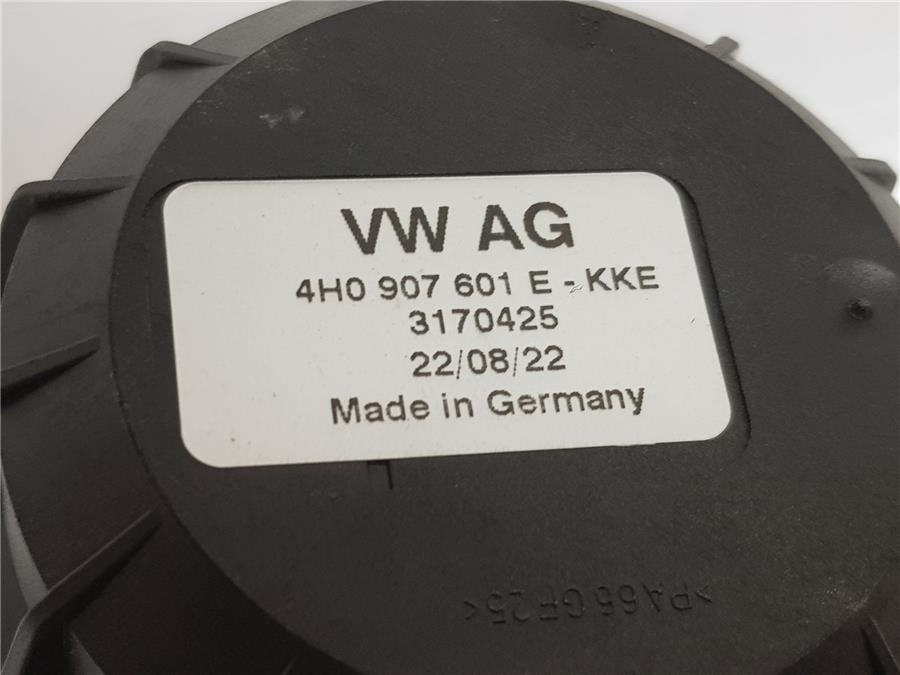 VW AG
4H0 907 601 E - KKE
3170425
22/08/22
Made in Germany
>PA66 GF25<